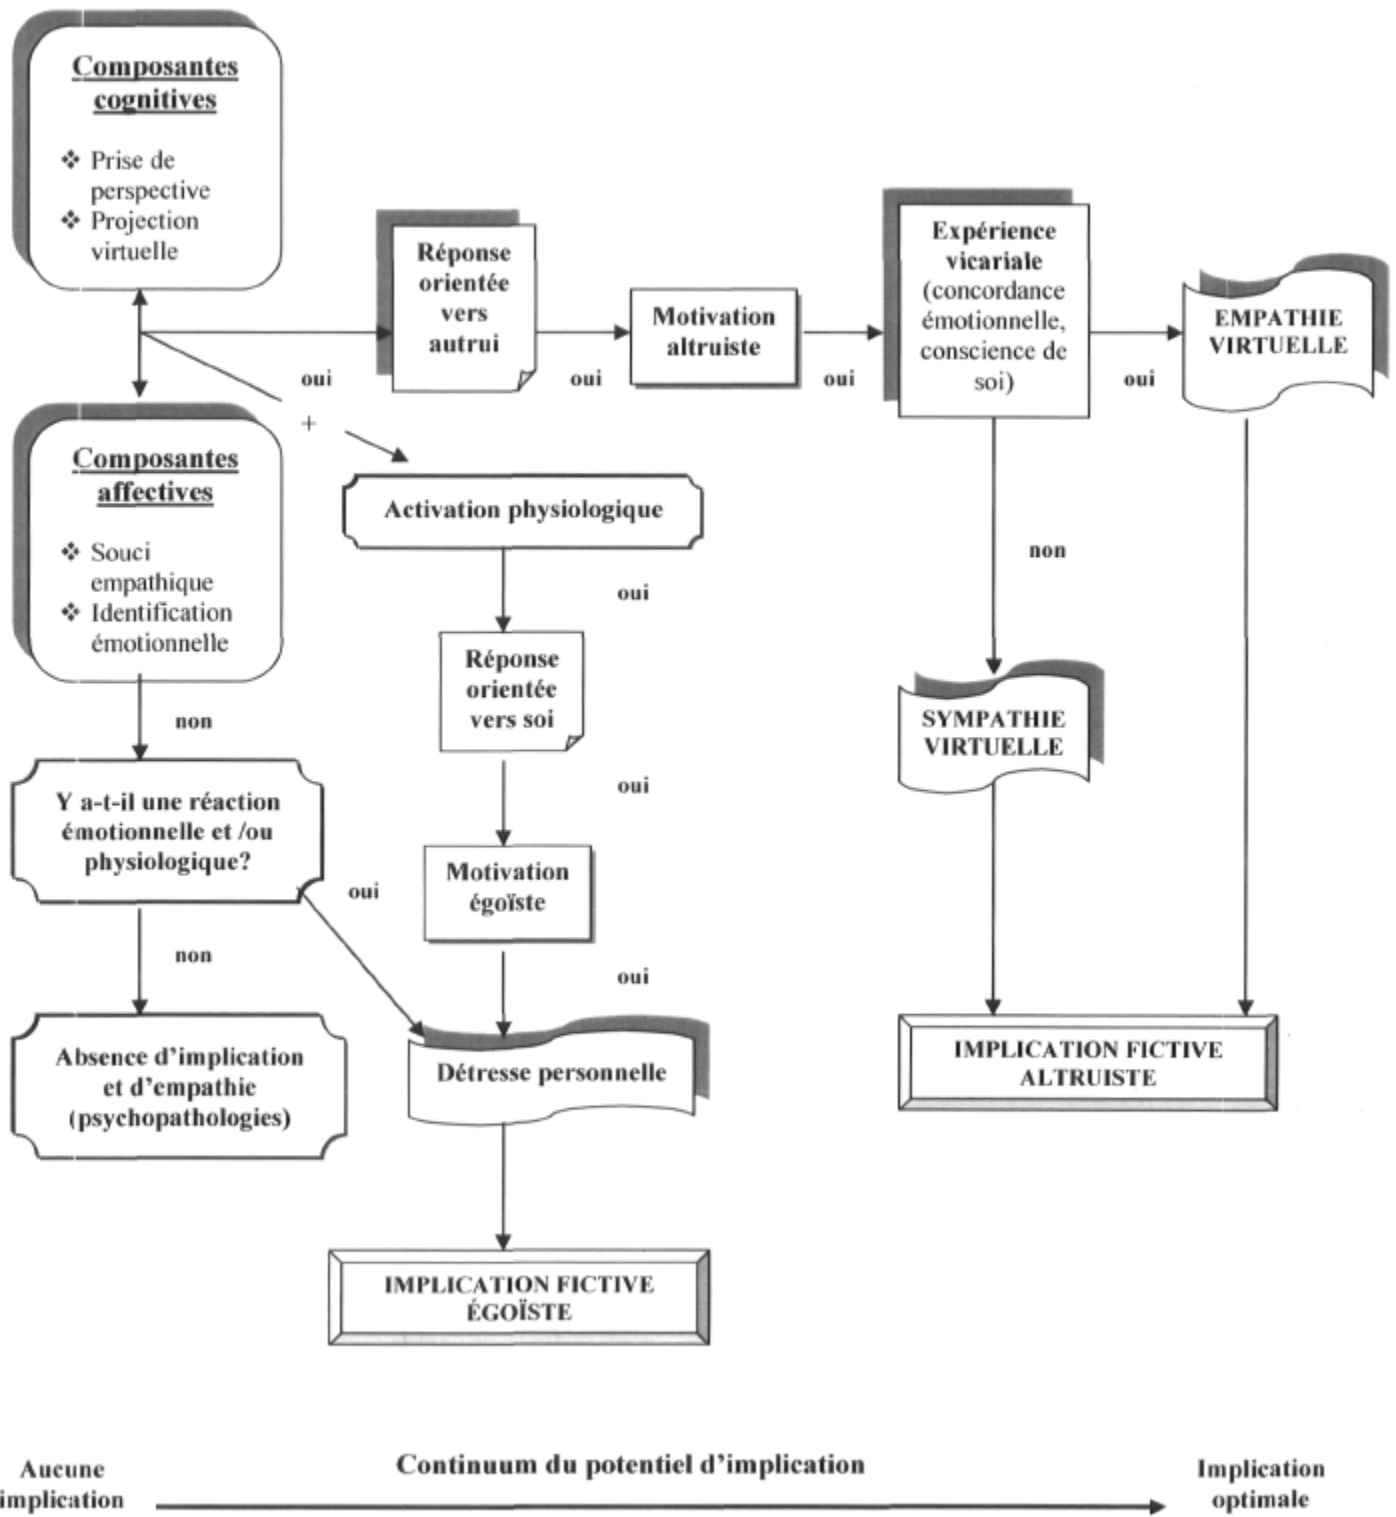 Composantes
cognitives
❖ Prise de
perspective
❖ Projection
virtuelle
Réponse
orientée
vers
autrui
Motivation
altruiste
Expérience
vicariale
(concordance
émotionnelle,
conscience de
soi)
EMPATHIE
VIRTUELLE
oui
oui
oui
oui
+
Composantes
affectives
❖ Souci
empathique
❖ Identification
émotionnelle
Activation physiologique
non
oui
Réponse
orientée
vers soi
non
SYMPATHIE
VIRTUELLE
Y a-t-il une réaction
émotionnelle et /ou
physiologique?
oui
oui
Motivation
égoïste
non
oui
Absence d'implication
et d'empathie
(psychopathologies)
Détresse personnelle
IMPLICATION FICTIVE
ALTRUISTE
IMPLICATION FICTIVE
ÉGOÏSTE
Aucune
implication
Continuum du potentiel d'implication
Implication
optimale